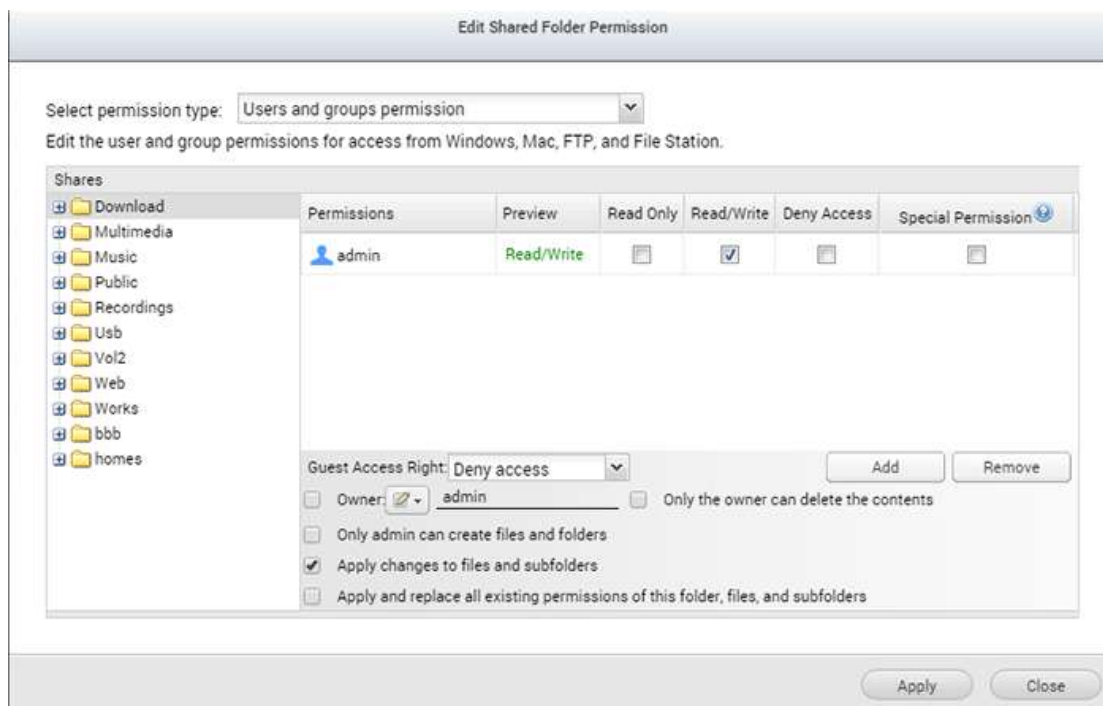 Edit Shared Folder Permission
Select permission type: Users and groups permission
Edit the user and group permissions for access from Windows, Mac, FTP, and File Station.
Shares
Download
Multimedia
Music
Public
Recordings
Usb
Vol2
Web
Works
bbb
homes
Permissions Preview Read Only Read/Write Deny Access Special Permission
admin Read/Write
Guest Access Right: Deny access Add Remove
Owner: admin Only the owner can delete the contents
Only admin can create files and folders
Apply changes to files and subfolders
Apply and replace all existing permissions of this folder, files, and subfolders
Apply Close